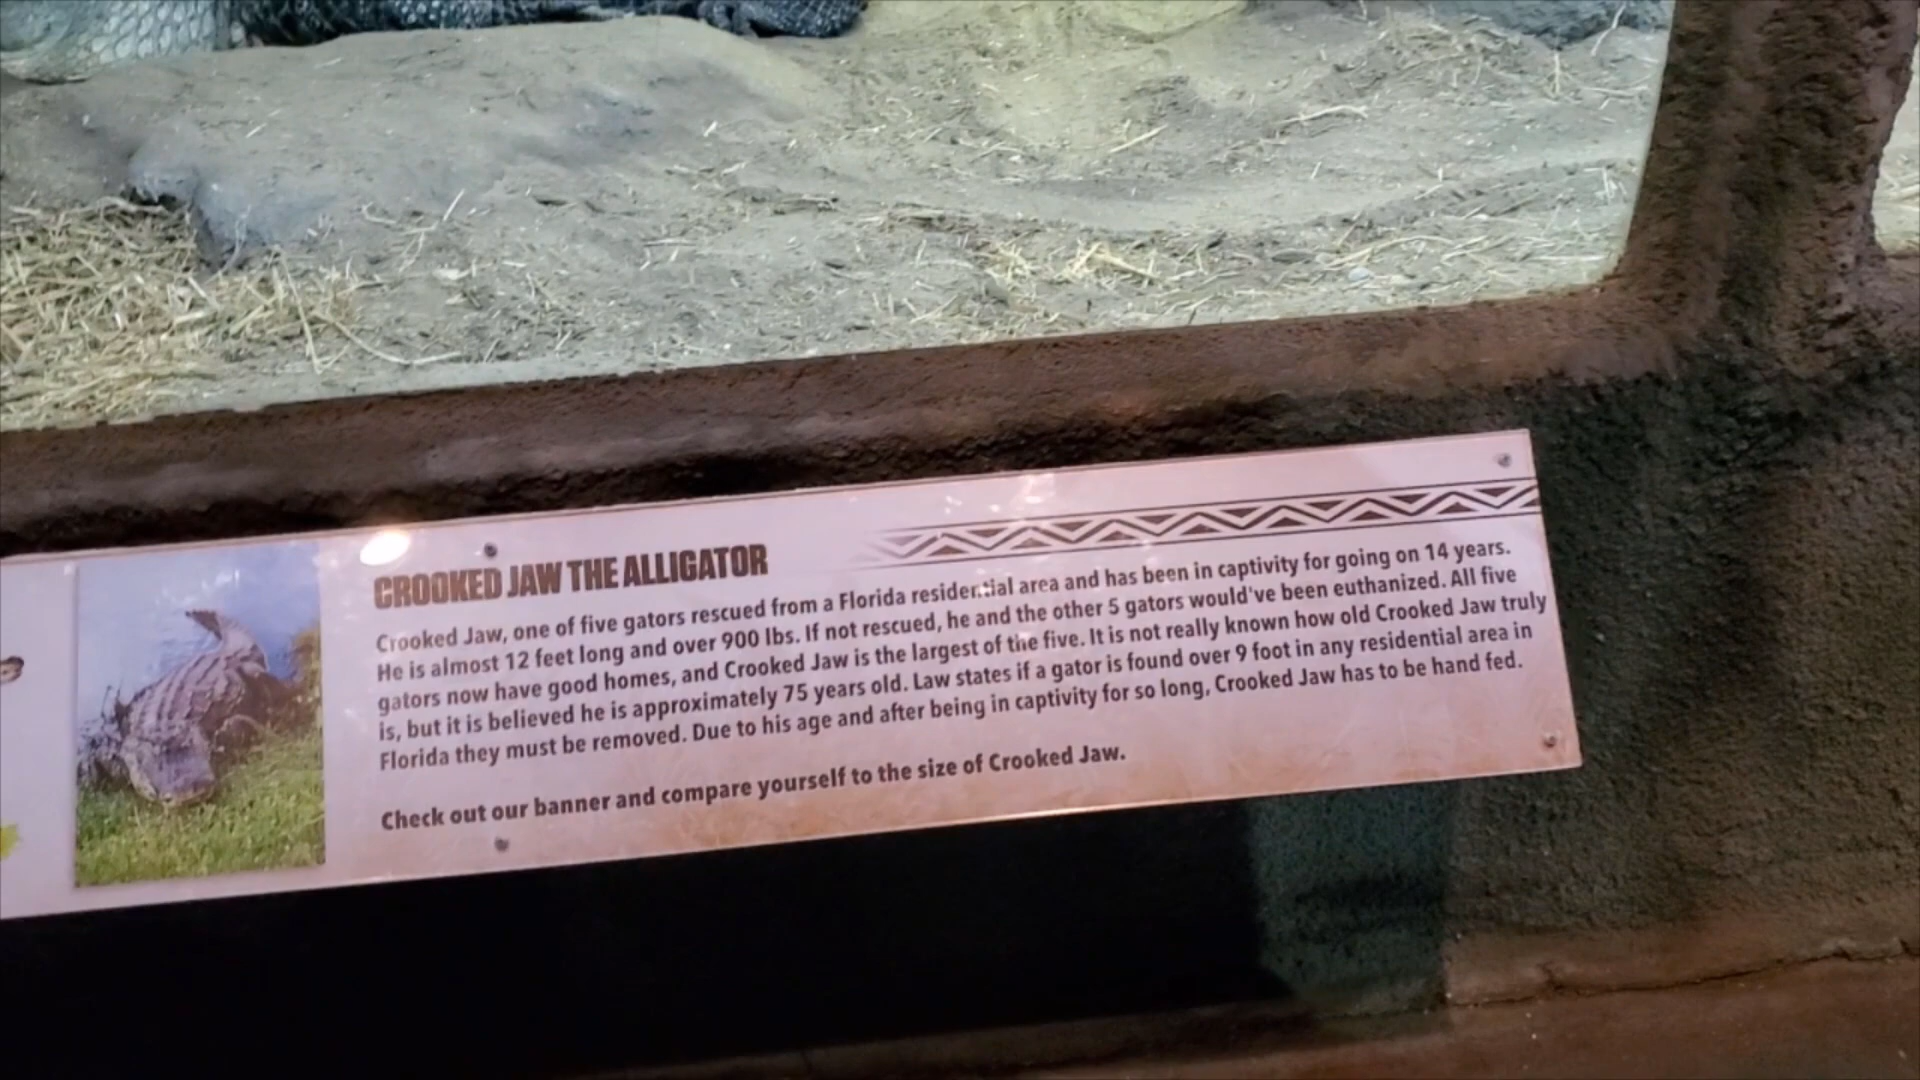 CROOKED JAW THE ALLIGATOR
Crooked Jaw, one of five gators rescued from a Florida residential area and has been in captivity for going on 14 years.
He is almost 12 feet long and over 900 lbs. If not rescued, he and the other 5 gators would've been euthanized. All five
gators now have good homes, and Crooked Jaw is the largest of the five. It is not really known how old Crooked Jaw truly
is, but it is believed he is approximately 75 years old. Law states if a gator is found over 9 foot in any residential area in
Florida they must be removed. Due to his age and after being in captivity for so long, Crooked Jaw has to be hand fed.
Check out our banner and compare yourself to the size of Crooked Jaw.